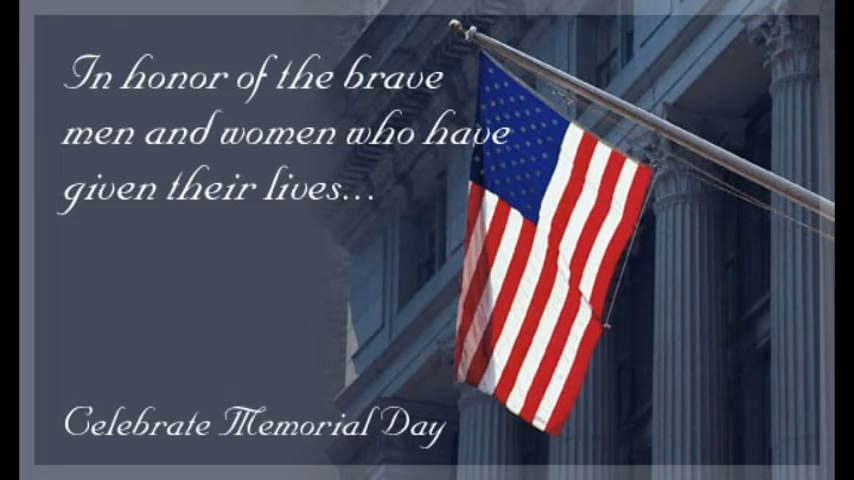 In honor of the brave
men and women who have
given their lives...
Celebrate Memorial Day